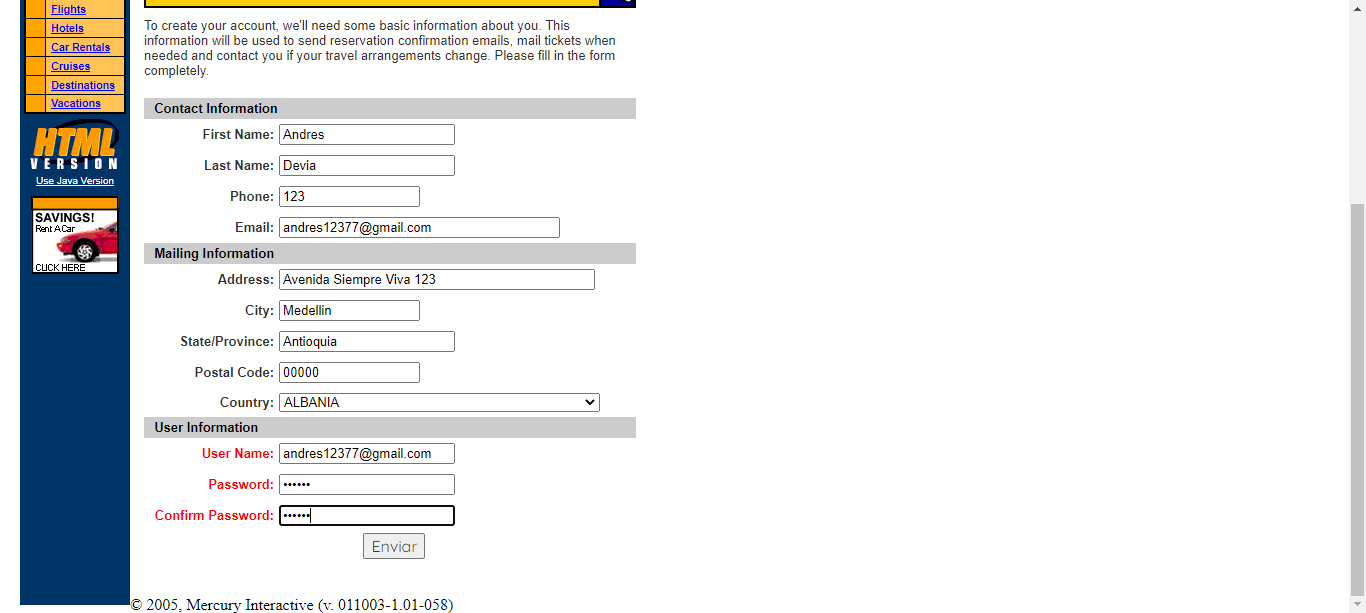 Flights
Hotels
Car Rentals
Cruises
Destinations
Vacations
HTML
VERSION
Use Java Version
SAVINGS!
Rent A Car
CLICK HERE
To create your account, we'll need some basic information about you. This
information will be used to send reservation confirmation emails, mail tickets when
needed and contact you if your travel arrangements change. Please fill in the form
completely.
Contact Information
First Name: Andres
Last Name: Devia
Phone: 123
Email: andres12377@gmail.com
Mailing Information
Address: Avenida Siempre Viva 123
City: Medellin
State/Province: Antioquia
Postal Code: 00000
Country: ALBANIA
User Information
User Name: andres12377@gmail.com
Password: ••••••
Confirm Password: ••••••
Enviar
© 2005, Mercury Interactive (v. 011003-1.01-058)